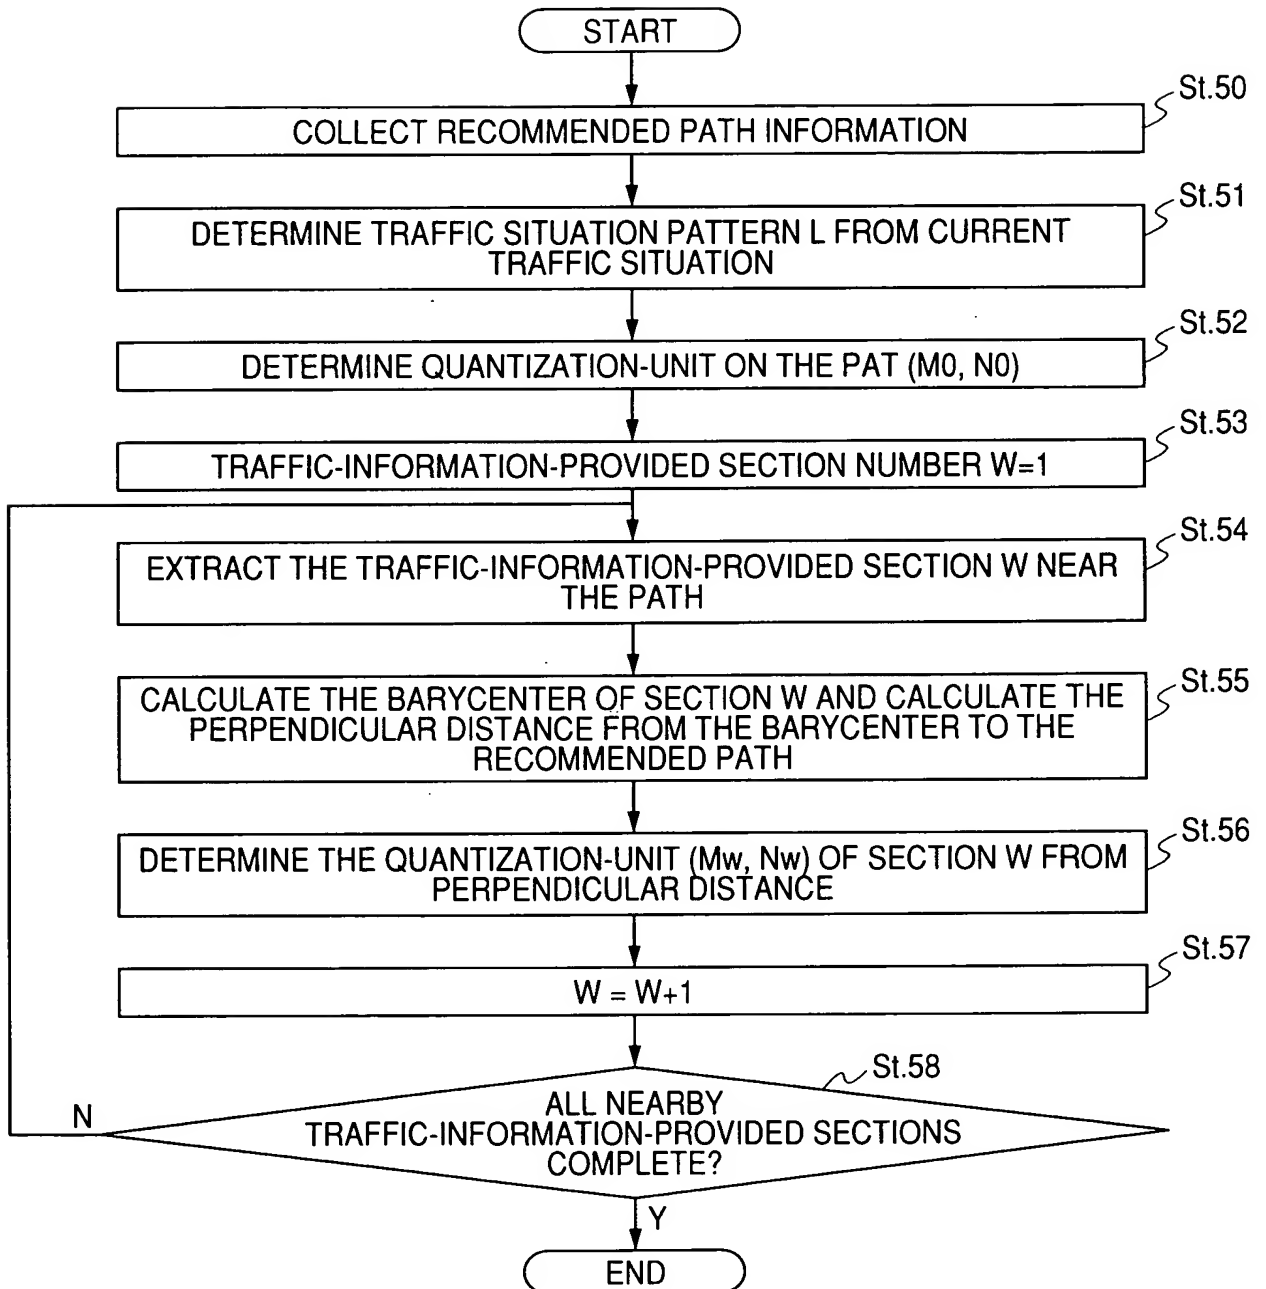 START
St.50
COLLECT RECOMMENDED PATH INFORMATION
St.51
DETERMINE TRAFFIC SITUATION PATTERN L FROM CURRENT
TRAFFIC SITUATION
St.52
DETERMINE QUANTIZATION-UNIT ON THE PAT (M0, N0)
St.53
TRAFFIC-INFORMATION-PROVIDED SECTION NUMBER W=1
St.54
EXTRACT THE TRAFFIC-INFORMATION-PROVIDED SECTION W NEAR
THE PATH
St.55
CALCULATE THE BARYCENTER OF SECTION W AND CALCULATE THE
PERPENDICULAR DISTANCE FROM THE BARYCENTER TO THE
RECOMMENDED PATH
St.56
DETERMINE THE QUANTIZATION-UNIT (Mw, Nw) OF SECTION W FROM
PERPENDICULAR DISTANCE
St.57
W = W+1
St.58
N
ALL NEARBY
TRAFFIC-INFORMATION-PROVIDED SECTIONS
COMPLETE?
Y
END